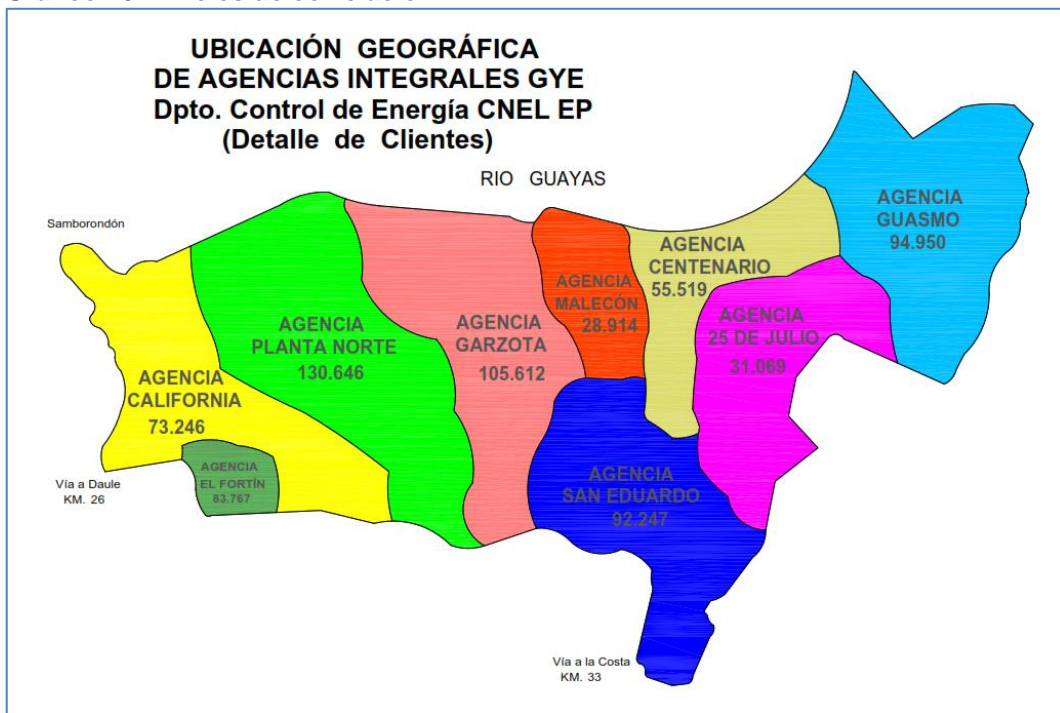 UBICACIÓN GEOGRÁFICA
DE AGENCIAS INTEGRALES GYE
Dpto. Control de Energía CNEL EP
(Detalle de Clientes)
RIO GUAYAS
Samborondón
AGENCIA
GUASMO
94.950
AGENCIA
CENTENARIO
55.519
AGENCIA
MALECÓN
28.914
AGENCIA
25 DE JULIO
31.069
AGENCIA
PLANTA NORTE
130.646
AGENCIA
GARZOTA
105.612
AGENCIA
CALIFORNIA
73.246
AGENCIA
EL FORTÍN
83.767
AGENCIA
SAN EDUARDO
92.247
Vía a Daule
KM. 26
Vía a la Costa
KM. 33